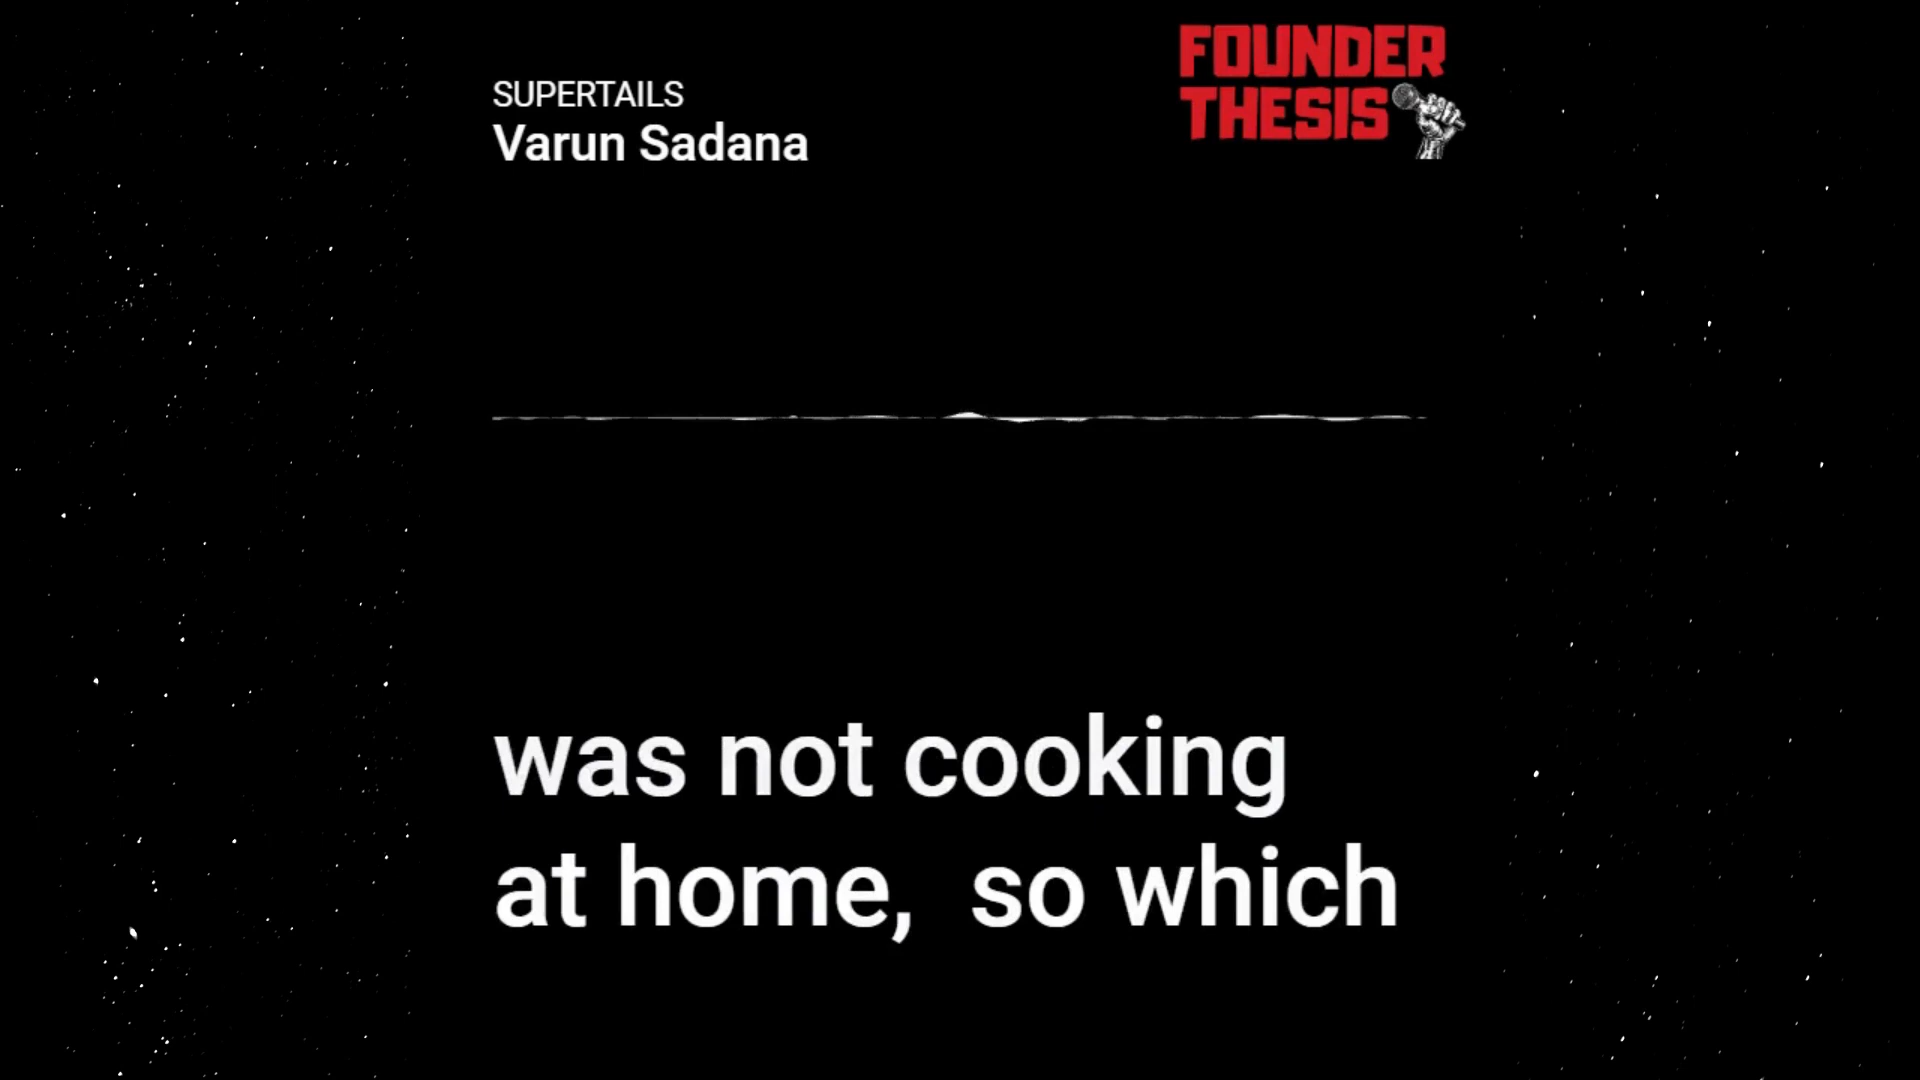 SUPERTAILS
Varun Sadana
FOUNDER
THESIS
was not cooking
at home,  so which